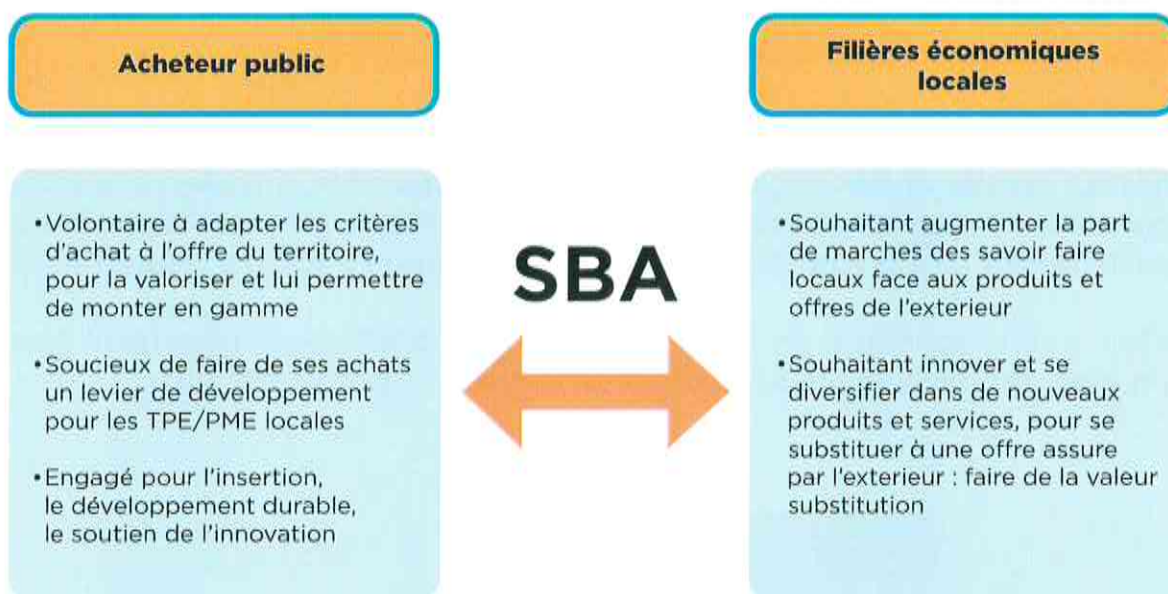 Acheteur public
• Volontaire à adapter les critères
d'achat à l'offre du territoire,
pour la valoriser et lui permettre
de monter en gamme
• Soucieux de faire de ses achats
un levier de développement
pour les TPE/PME locales
• Engagé pour l'insertion,
le développement durable,
le soutien de l'innovation
SBA
Filières économiques
locales
• Souhaitant augmenter la part
de marches des savoir faire
locaux face aux produits et
offres de l'exterieur
• Souhaitant innover et se
diversifier dans de nouveaux
produits et services, pour se
substituer à une offre assure
par l'exterieur : faire de la valeur
substitution